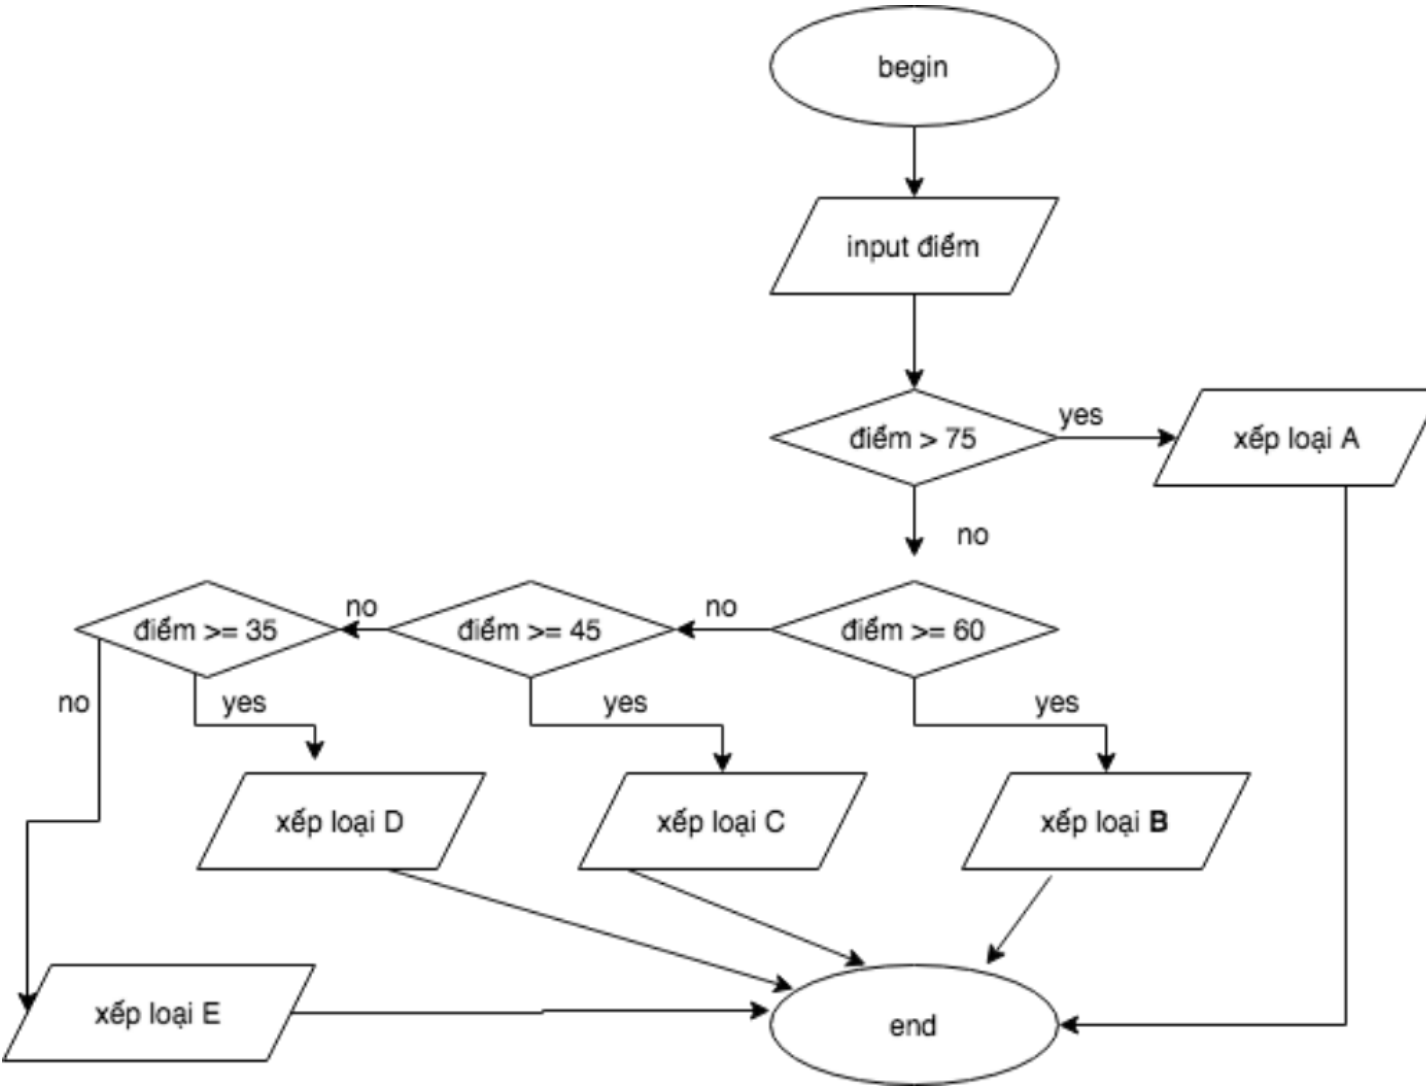 begin
input điểm
điểm > 75
yes
xếp loại A
no
điểm >= 35
no
điểm >= 45
no
điểm >= 60
no
yes
yes
yes
xếp loại D
xếp loại C
xếp loại B
xếp loại E
end